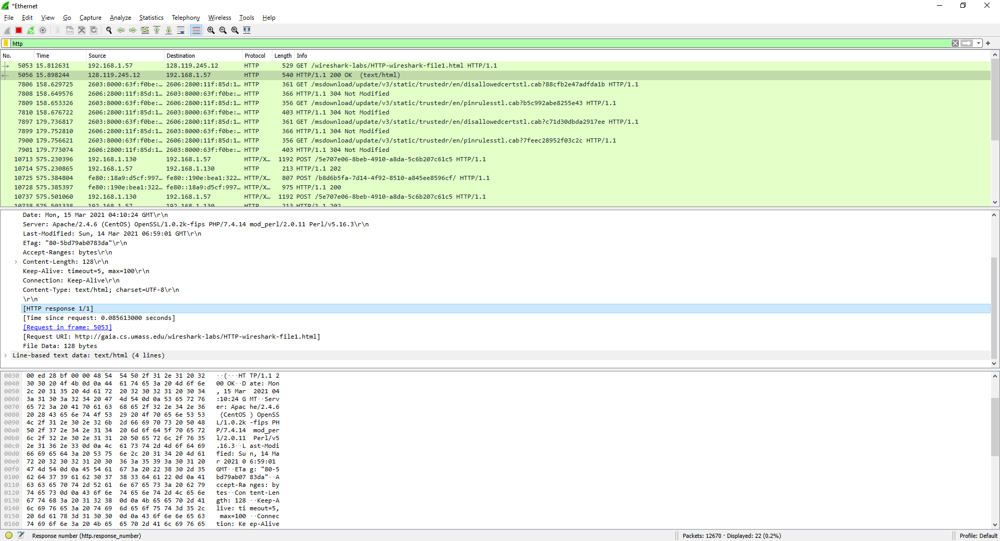 *Ethernet
File Edit View Go Capture Analyze Statistics Telephony Wireless Tools Help
http
No. Time Source Destination Protocol Length Info
5053 15.812631 192.168.1.57 128.119.245.12 HTTP 529 GET /wireshark-labs/HTTP-wireshark-file1.html HTTP/1.1
5056 15.898244 128.119.245.12 192.168.1.57 HTTP 540 HTTP/1.1 200 OK (text/html)
7806 158.629725 2603:8000:63f:f0be:… 2606:2800:11f:85d:1… HTTP 361 GET /msdownload/update/v3/static/trustedr/en/disallowedcertstl.cab?88cfb2e47adfda1b HTTP/1.1
7808 158.649576 2606:2800:11f:85d:1… 2603:8000:63f:f0be:… HTTP 366 HTTP/1.1 304 Not Modified
7809 158.653326 2603:8000:63f:f0be:… 2606:2800:11f:85d:1… HTTP 356 GET /msdownload/update/v3/static/trustedr/en/pinrulesstl.cab?b5c992abe8255e43 HTTP/1.1
7810 158.676722 2606:2800:11f:85d:1… 2603:8000:63f:f0be:… HTTP 403 HTTP/1.1 304 Not Modified
7897 179.736817 2603:8000:63f:f0be:… 2606:2800:11f:85d:1… HTTP 361 GET /msdownload/update/v3/static/trustedr/en/disallowedcertstl.cab?c71d30dbda2917ee HTTP/1.1
7899 179.752810 2606:2800:11f:85d:1… 2603:8000:63f:f0be:… HTTP 366 HTTP/1.1 304 Not Modified
7900 179.756621 2603:8000:63f:f0be:… 2606:2800:11f:85d:1… HTTP 356 GET /msdownload/update/v3/static/trustedr/en/pinrulesstl.cab?7feec28952f03c2c HTTP/1.1
7901 179.773074 2606:2800:11f:85d:1… 2603:8000:63f:f0be:… HTTP 403 HTTP/1.1 304 Not Modified
10713 575.230396 192.168.1.130 192.168.1.57 HTTP/X… 1192 POST /5e707e06-8beb-4910-a8da-5c6b207c61c5 HTTP/1.1
10714 575.230865 192.168.1.57 192.168.1.130 HTTP 213 HTTP/1.1 202
10725 575.384804 fe80::18a9:d5cf:997… fe80::190e:bea1:322… HTTP/X… 807 POST /b8d6b5fa-7d14-4f92-8510-a845ee8596cf/ HTTP/1.1
10728 575.385397 fe80::190e:bea1:322… fe80::18a9:d5cf:997… HTTP/X… 975 HTTP/1.1 200
10737 575.501060 192.168.1.130 192.168.1.57 HTTP/X… 1192 POST /5e707e06-8beb-4910-a8da-5c6b207c61c5 HTTP/1.1
10738 575.501338 192.168.1.57 192.168.1.130 HTTP 213 HTTP/1.1 202
Date: Mon, 15 Mar 2021 04:10:24 GMT\r\n
Server: Apache/2.4.6 (CentOS) OpenSSL/1.0.2k-fips PHP/7.4.14 mod_perl/2.0.11 Perl/v5.16.3\r\n
Last-Modified: Sun, 14 Mar 2021 06:59:01 GMT\r\n
ETag: "80-5bd79ab0783da"\r\n
Accept-Ranges: bytes\r\n
Content-Length: 128\r\n
Keep-Alive: timeout=5, max=100\r\n
Connection: Keep-Alive\r\n
Content-Type: text/html; charset=UTF-8\r\n
\r\n
[HTTP response 1/1]
[Time since request: 0.085613000 seconds]
[Request in frame: 5053]
[Request URI: http://gaia.cs.umass.edu/wireshark-labs/HTTP-wireshark-file1.html]
File Data: 128 bytes
Line-based text data: text/html (4 lines)
0030 00 ed 28 bf 00 00 48 54 54 50 2f 31 2e 31 20 32 ··(···HT TP/1.1 2
0040 30 30 20 4f 4b 0d 0a 44 61 74 65 3a 20 4d 6f 6e 00 OK··D ate: Mon
0050 2c 20 31 35 20 4d 61 72 20 32 30 32 31 20 30 34 , 15 Mar 2021 04
0060 3a 31 30 3a 32 34 20 47 4d 54 0d 0a 53 65 72 76 :10:24 G MT··Serv
0070 65 72 3a 20 41 70 61 63 68 65 2f 32 2e 34 2e 36 er: Apac he/2.4.6
0080 20 28 43 65 6e 74 4f 53 29 20 4f 70 65 6e 53 53 (CentOS ) OpenSS
0090 4c 2f 31 2e 30 2e 32 6b 2d 66 69 70 73 20 50 48 L/1.0.2k -fips PH
00a0 50 2f 37 2e 34 2e 31 34 20 6d 6f 64 5f 70 65 72 P/7.4.14 mod_per
00b0 6c 2f 32 2e 30 2e 31 31 20 50 65 72 6c 2f 76 35 l/2.0.11 Perl/v5
00c0 2e 31 36 2e 33 0d 0a 4c 61 73 74 2d 4d 6f 64 69 .16.3··L ast-Modi
00d0 66 69 65 64 3a 20 53 75 6e 2c 20 31 34 20 4d 61 fied: Su n, 14 Ma
00e0 72 20 32 30 32 31 20 30 36 3a 35 39 3a 30 31 20 r 2021 0 6:59:01
00f0 47 4d 54 0d 0a 45 54 61 67 3a 20 22 38 30 2d 35 GMT··ETa g: "80-5
0100 62 64 37 39 61 62 30 37 38 33 64 61 22 0d 0a 41 bd79ab07 83da"··A
0110 63 63 65 70 74 2d 52 61 6e 67 65 73 3a 20 62 79 ccept-Ra nges: by
0120 74 65 73 0d 0a 43 6f 6e 74 65 6e 74 2d 4c 65 6e tes··Con tent-Len
0130 67 74 68 3a 20 31 32 38 0d 0a 4b 65 65 70 2d 41 gth: 128 ··Keep-A
0140 6c 69 76 65 3a 20 74 69 6d 65 6f 75 74 3d 35 2c live: ti meout=5,
0150 20 6d 61 78 3d 31 30 30 0d 0a 43 6f 6e 6e 65 63 max=100 ··Connec
0160 74 69 6f 6e 3a 20 4b 65 65 70 2d 41 6c 69 76 65 tion: Ke ep-Alive
Response number (http.response_number) Packets: 12670 · Displayed: 22 (0.2%) Profile: Default